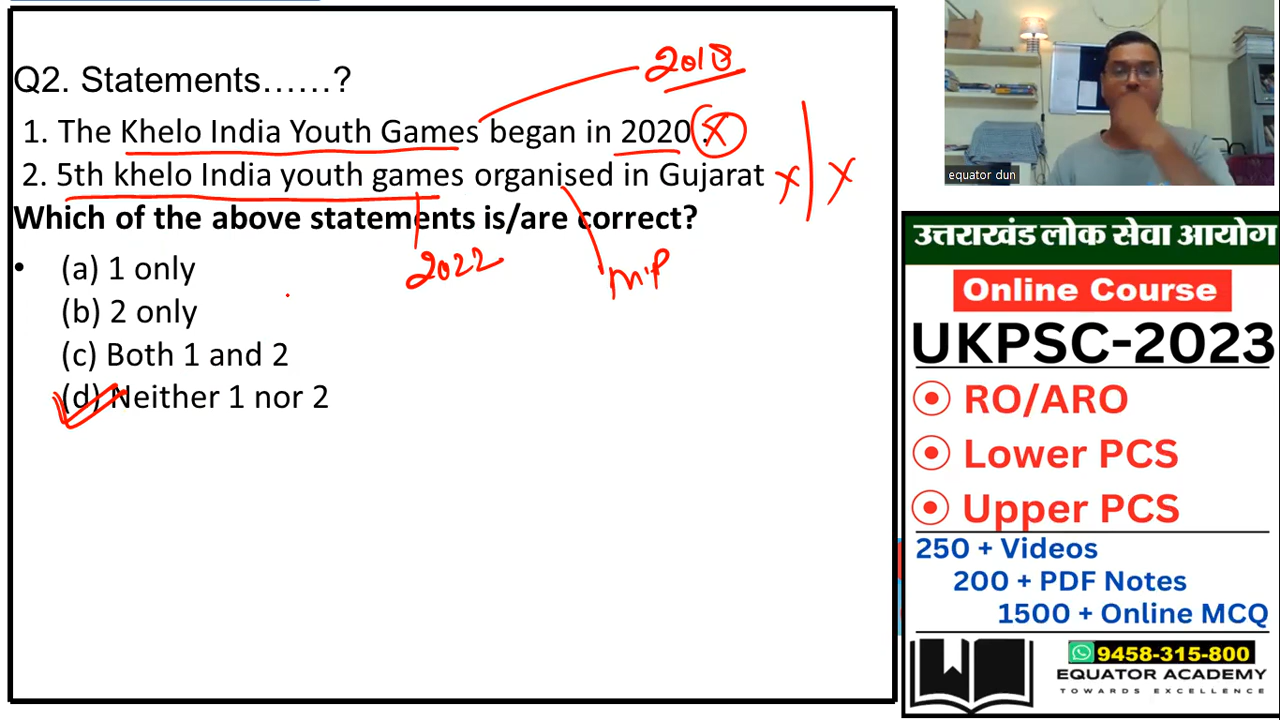 2018
Q2. Statements……?
1. The Khelo India Youth Games began in 2020. X
2. 5th khelo India youth games organised in Gujarat X X
Which of the above statements is/are correct?
2022
M.P
• (a) 1 only
(b) 2 only
(c) Both 1 and 2
(d) Neither 1 nor 2
equator dun
उत्तराखंड लोक सेवा आयोग
Online Course
UKPSC-2023
RO/ARO
Lower PCS
Upper PCS
250 + Videos
200 + PDF Notes
1500 + Online MCQ
9458-315-800
EQUATOR ACADEMY
TOWARDS EXCELLENCE